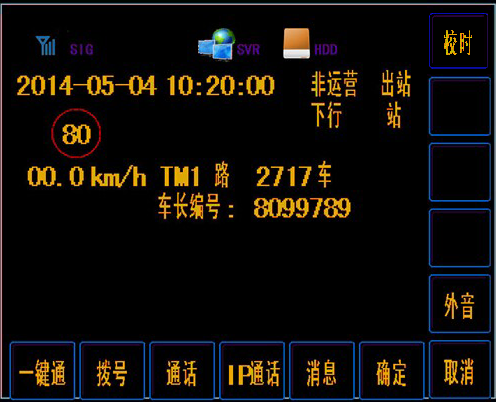 SIG SVR HDD 校时
2014-05-04 10:20:00 非运营 出站
下行 站
80
00.0 km/h TM1 路 2717 车
车长编号： 8099789
外音
一键通 拨号 通话 IP通话 消息 确定 取消